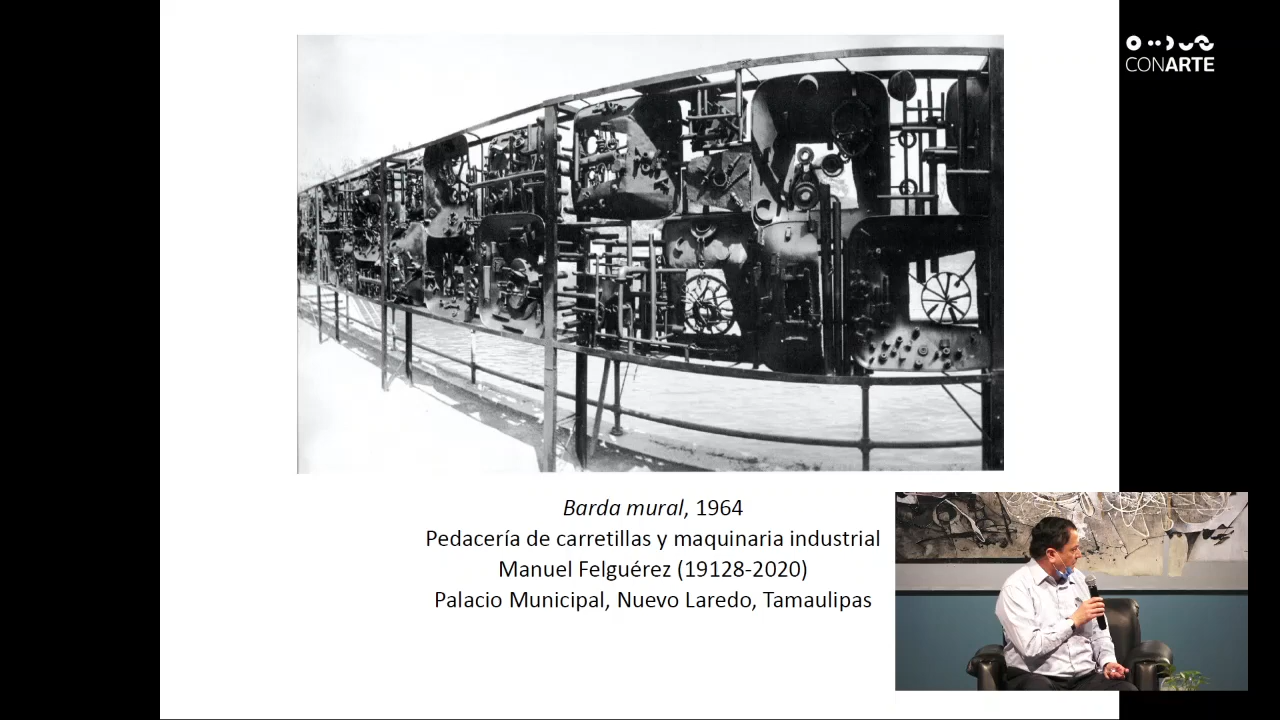 CONARTE
Barda mural, 1964
Pedacería de carretillas y maquinaria industrial
Manuel Felguérez (19128-2020)
Palacio Municipal, Nuevo Laredo, Tamaulipas